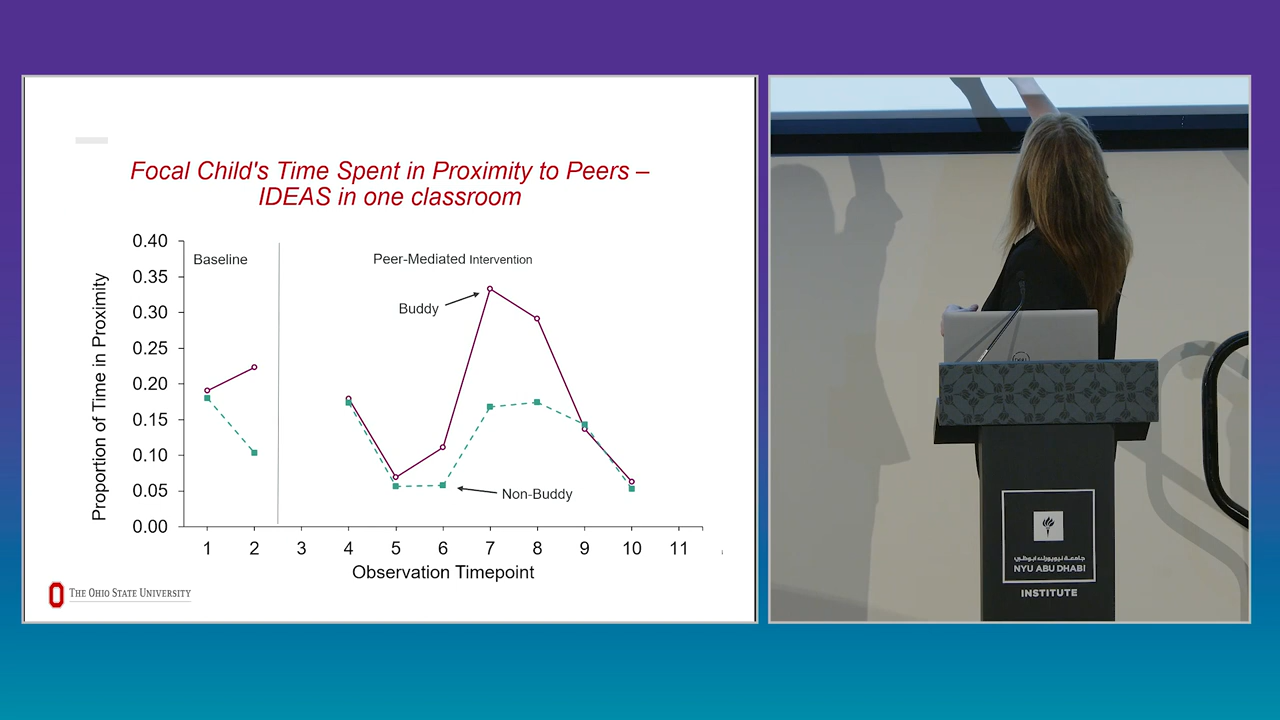 Focal Child's Time Spent in Proximity to Peers –
IDEAS in one classroom
Proportion of Time in Proximity
0.40
0.35
0.30
0.25
0.20
0.15
0.10
0.05
0.00
Baseline
Peer-Mediated Intervention
Buddy
Non-Buddy
1 2 3 4 5 6 7 8 9 10 11
Observation Timepoint
THE OHIO STATE UNIVERSITY
DELL
جامعة نيويورك أبوظبي
NYU ABU DHABI
INSTITUTE